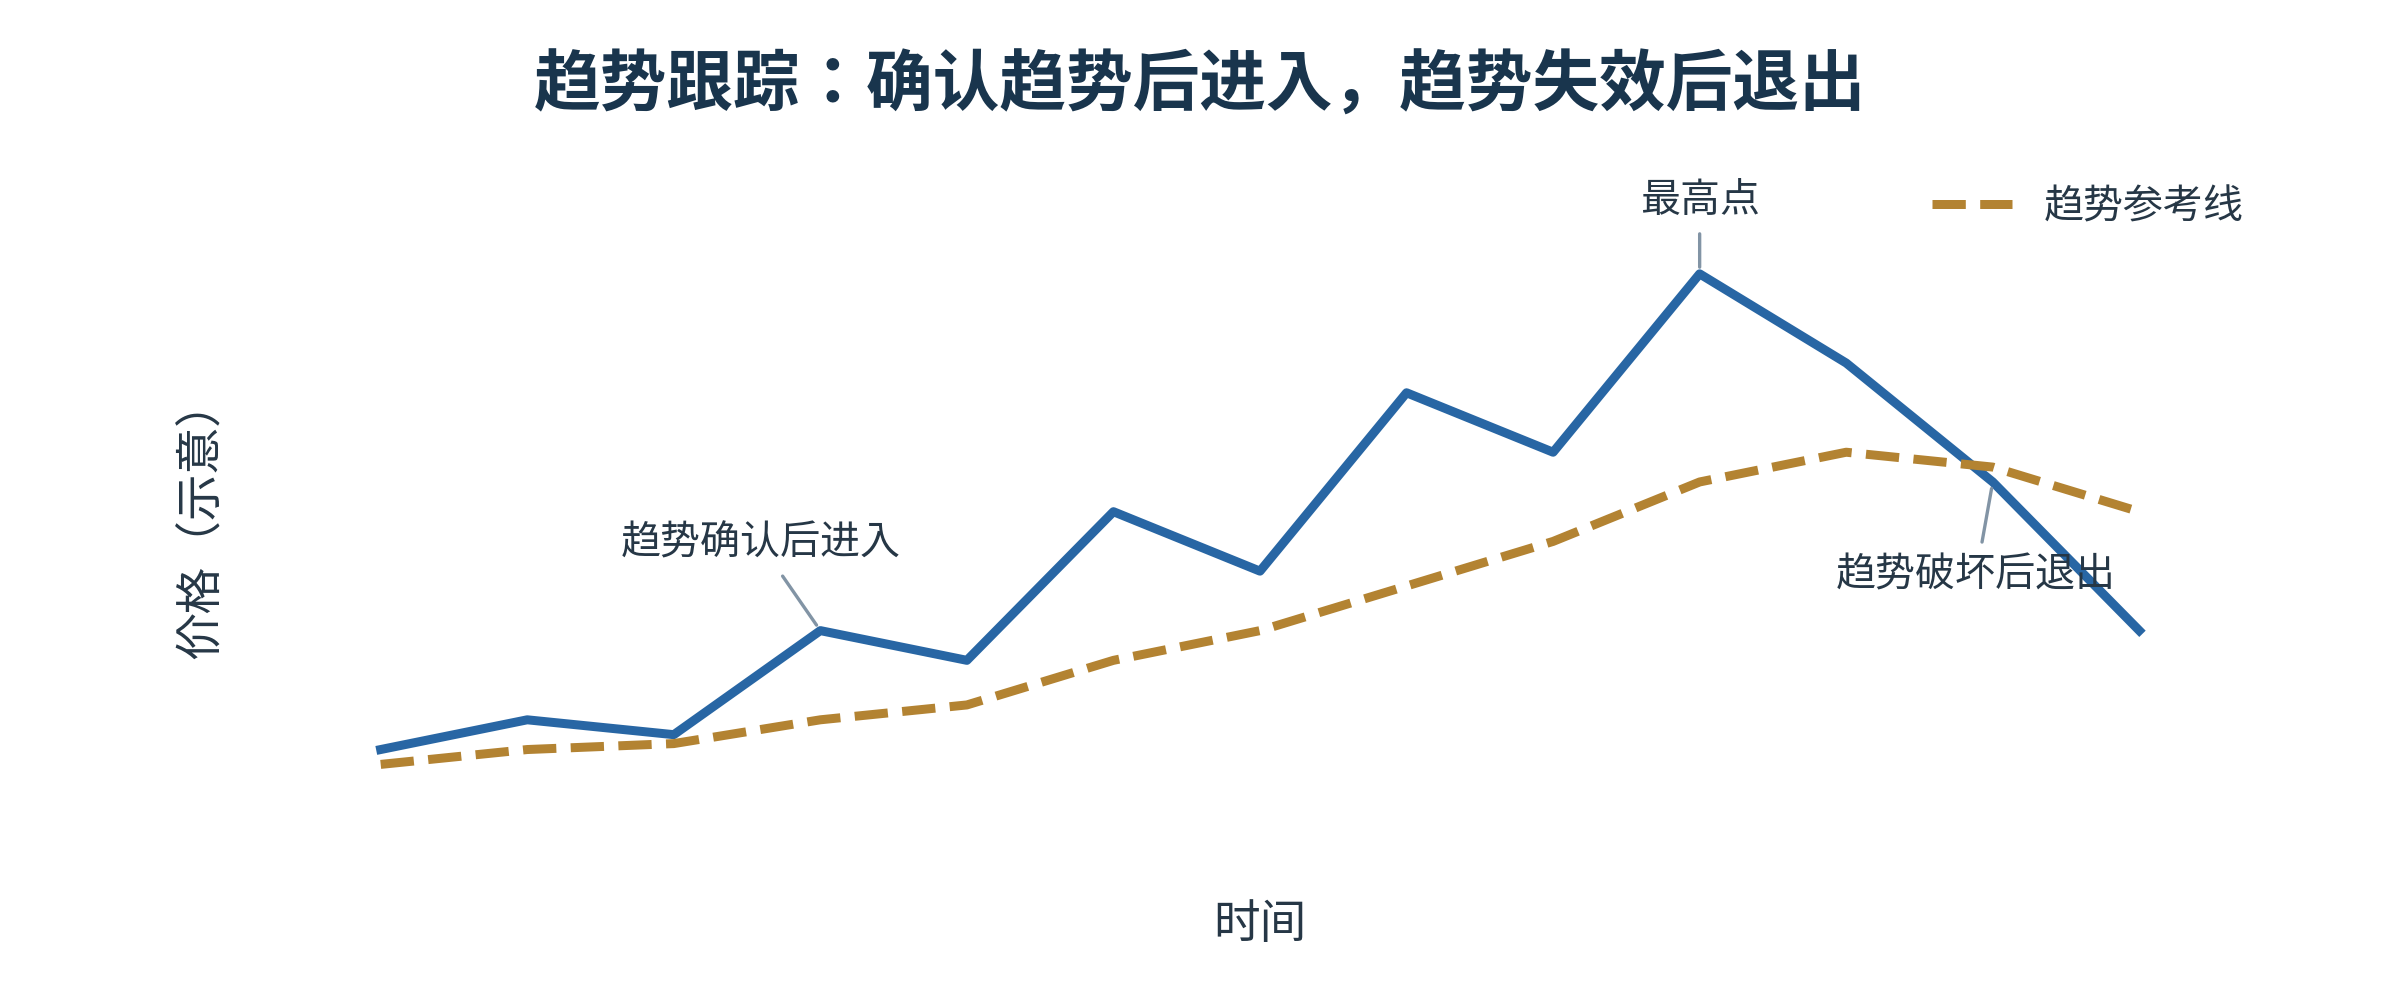 趋势跟踪：确认趋势后进入，趋势失效后退出
最高点
趋势参考线
趋势确认后进入
趋势破坏后退出
价格（示意）
时间